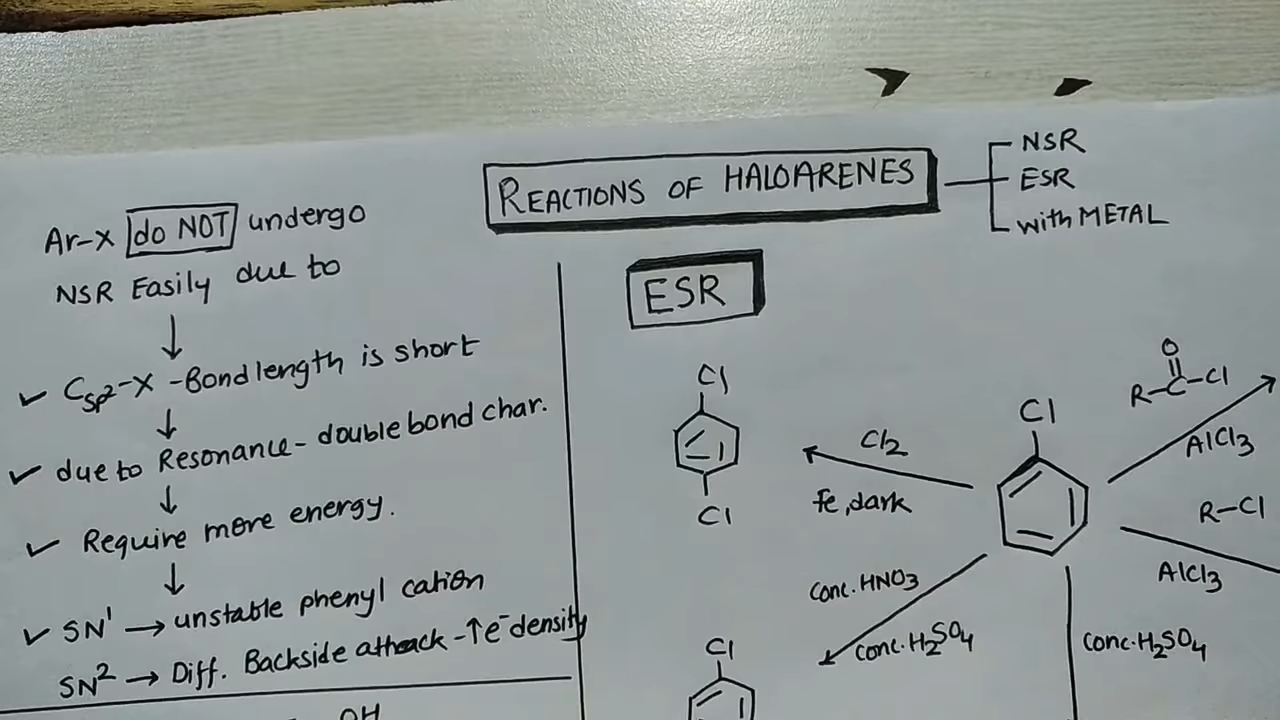 REACTIONS OF HALOARENES
NSR
ESR
with METAL
Ar-X do NOT undergo
NSR Easily due to
↓
✓ Csp²-X - Bond length is short
↓
✓ due to Resonance - double bond char.
↓
✓ Require more energy.
↓
✓ SN¹ → unstable phenyl cation
SN² → Diff. Backside attack - ↑e⁻ density
OH
ESR
Cl
Cl
Cl₂
Fe, dark
Cl
O
R-C-Cl
AlCl₃
R-Cl
AlCl₃
Conc. HNO₃
Conc. H₂SO₄
Conc. H₂SO₄
Cl